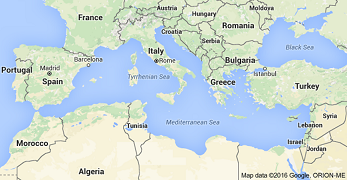 Austria
Moldova
France
Hungary
Romania
Croatia
Serbia
Black Sea
Italy
Bulgaria
Portugal
Madrid
Barcelona
Rome
Istanbul
Spain
Tyrrhenian Sea
Greece
Turkey
Syria
Tunisia
Mediterranean Sea
Lebanon
Morocco
Israel
Jordan
Algeria
Libya
Map data ©2016 Google, ORION-ME